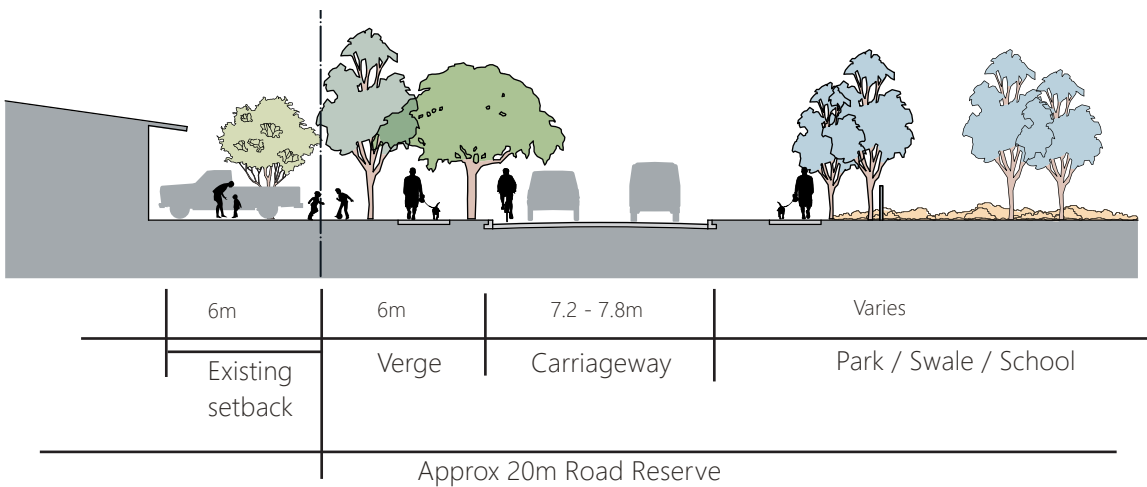 6m
6m
7.2 - 7.8m
Varies
Existing
setback
Verge
Carriageway
Park / Swale / School
Approx 20m Road Reserve